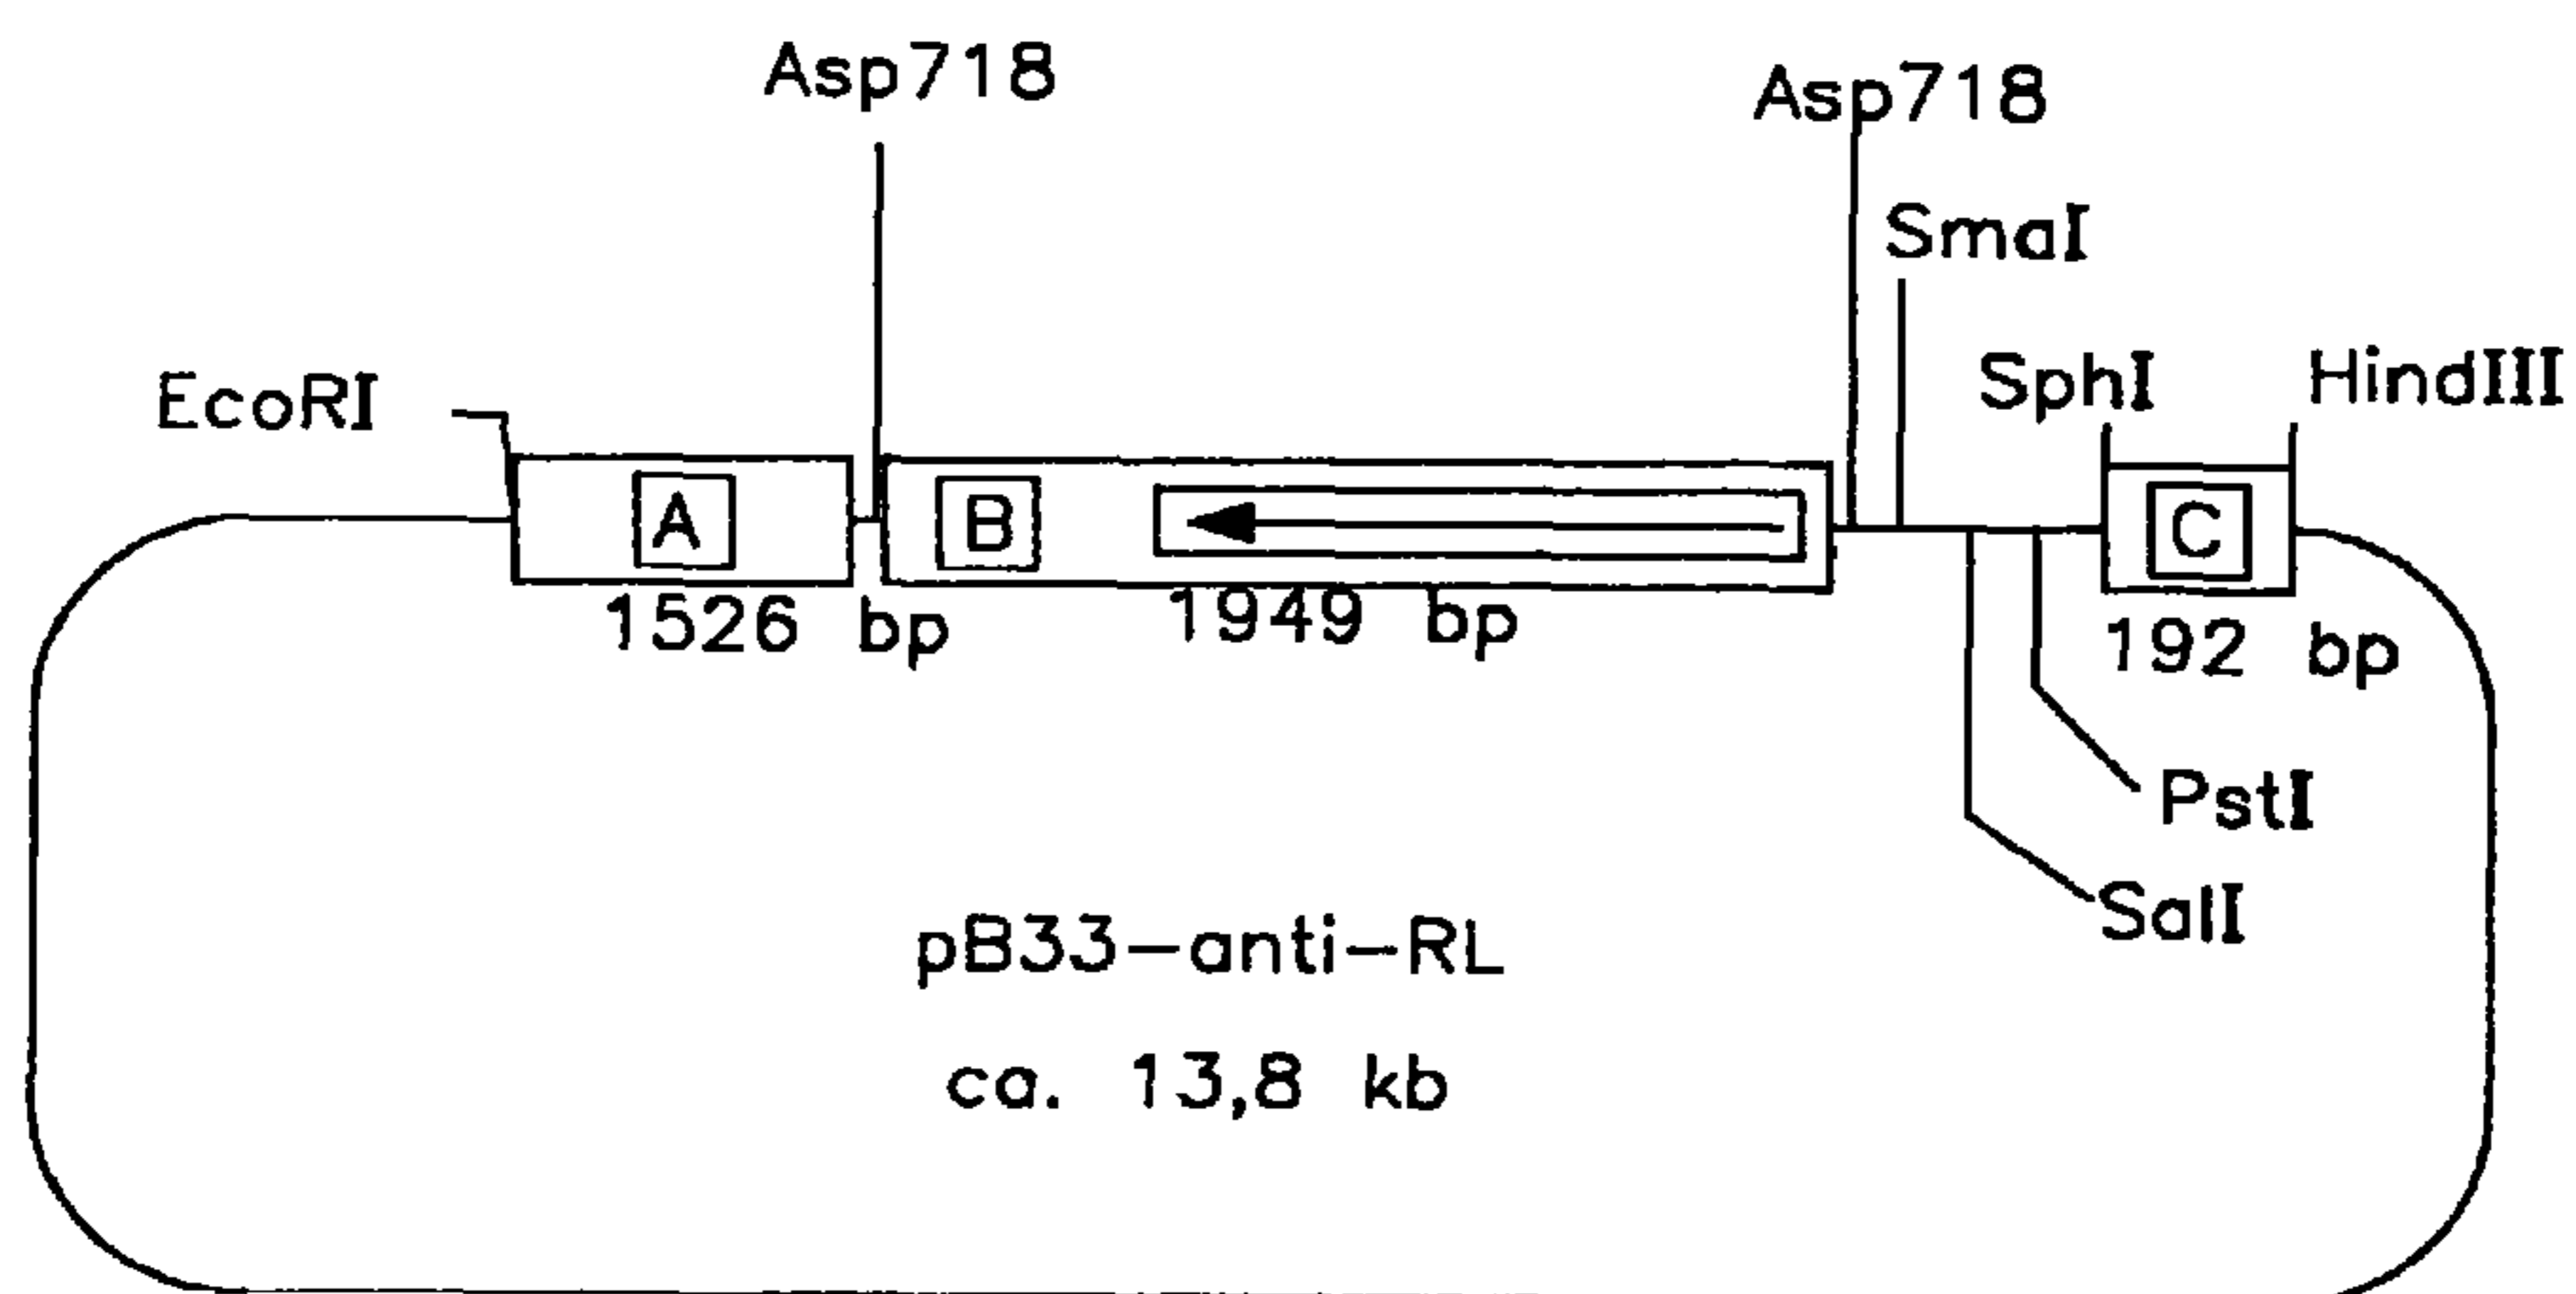 Asp718
Asp718
SmaI
EcoRI
SphI
HindIII
A
B
C
1526 bp
1949 bp
192 bp
PstI
SalI
pB33-anti-RL
ca. 13,8 kb